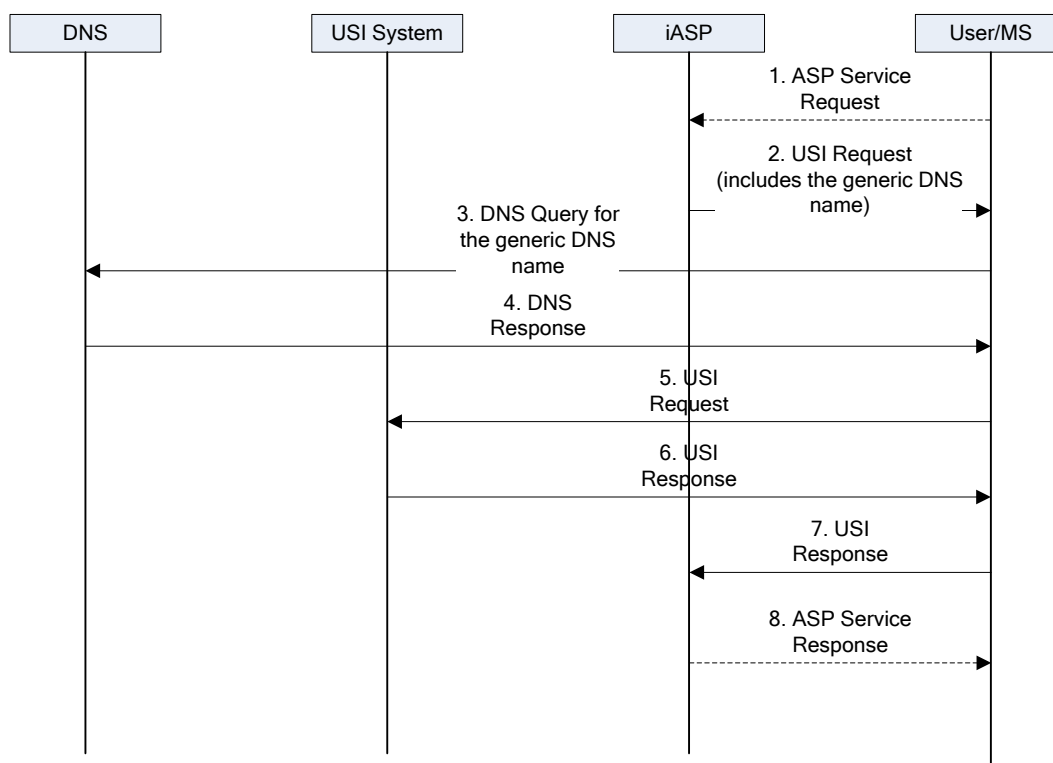 DNS
USI System
iASP
User/MS
1. ASP Service
Request
2. USI Request
(includes the generic DNS
name)
3. DNS Query for
the generic DNS
name
4. DNS
Response
5. USI
Request
6. USI
Response
7. USI
Response
8. ASP Service
Response